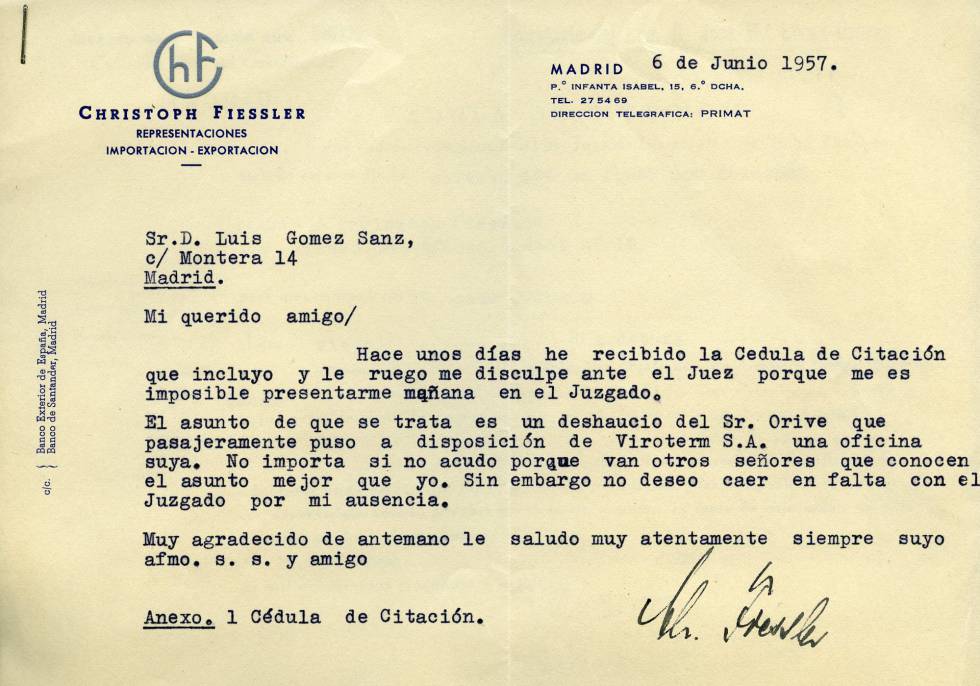 ChF
CHRISTOPH FIESSLER
REPRESENTACIONES
IMPORTACION - EXPORTACION
MADRID 6 de Junio 1957.
P.º INFANTA ISABEL, 15, 6.º DCHA.
TEL. 27 54 69
DIRECCION TELEGRAFICA: PRIMAT
Sr.D. Luis Gomez Sanz,
c/ Montera 14
Madrid.
Mi querido amigo/
Hace unos días he recibido la Cedula de Citación
que incluyo y le ruego me disculpe ante el Juez porque me es
imposible presentarme mañana en el Juzgado.
El asunto de que se trata es un deshaucio del Sr. Orive que
pasajeramente puso a disposición de Viroterm S.A. una oficina
suya. No importa si no acudo porque van otros señores que conocen
el asunto mejor que yo. Sin embargo no deseo caer en falta con el
Juzgado por mi ausencia.
Muy agradecido de antemano le saludo muy atentamente siempre suyo
afmo. s. s. y amigo
Anexo. 1 Cédula de Citación.
Chr. Fiessler
c/c. { Banco Exterior de España, Madrid
Banco de Santander, Madrid